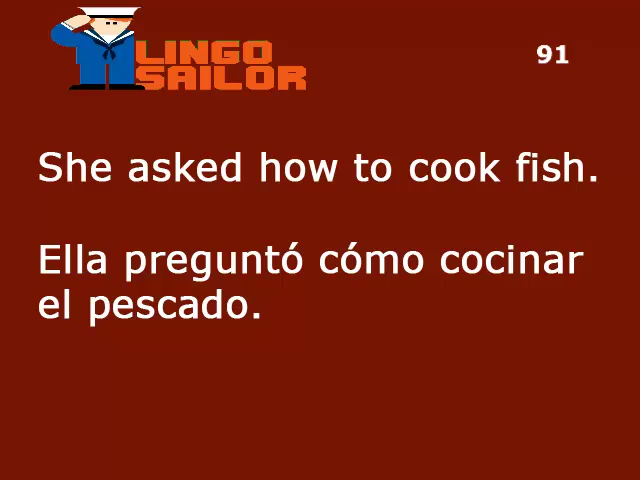 LINGO
SAILOR
91
She asked how to cook fish.
Ella preguntó cómo cocinar
el pescado.